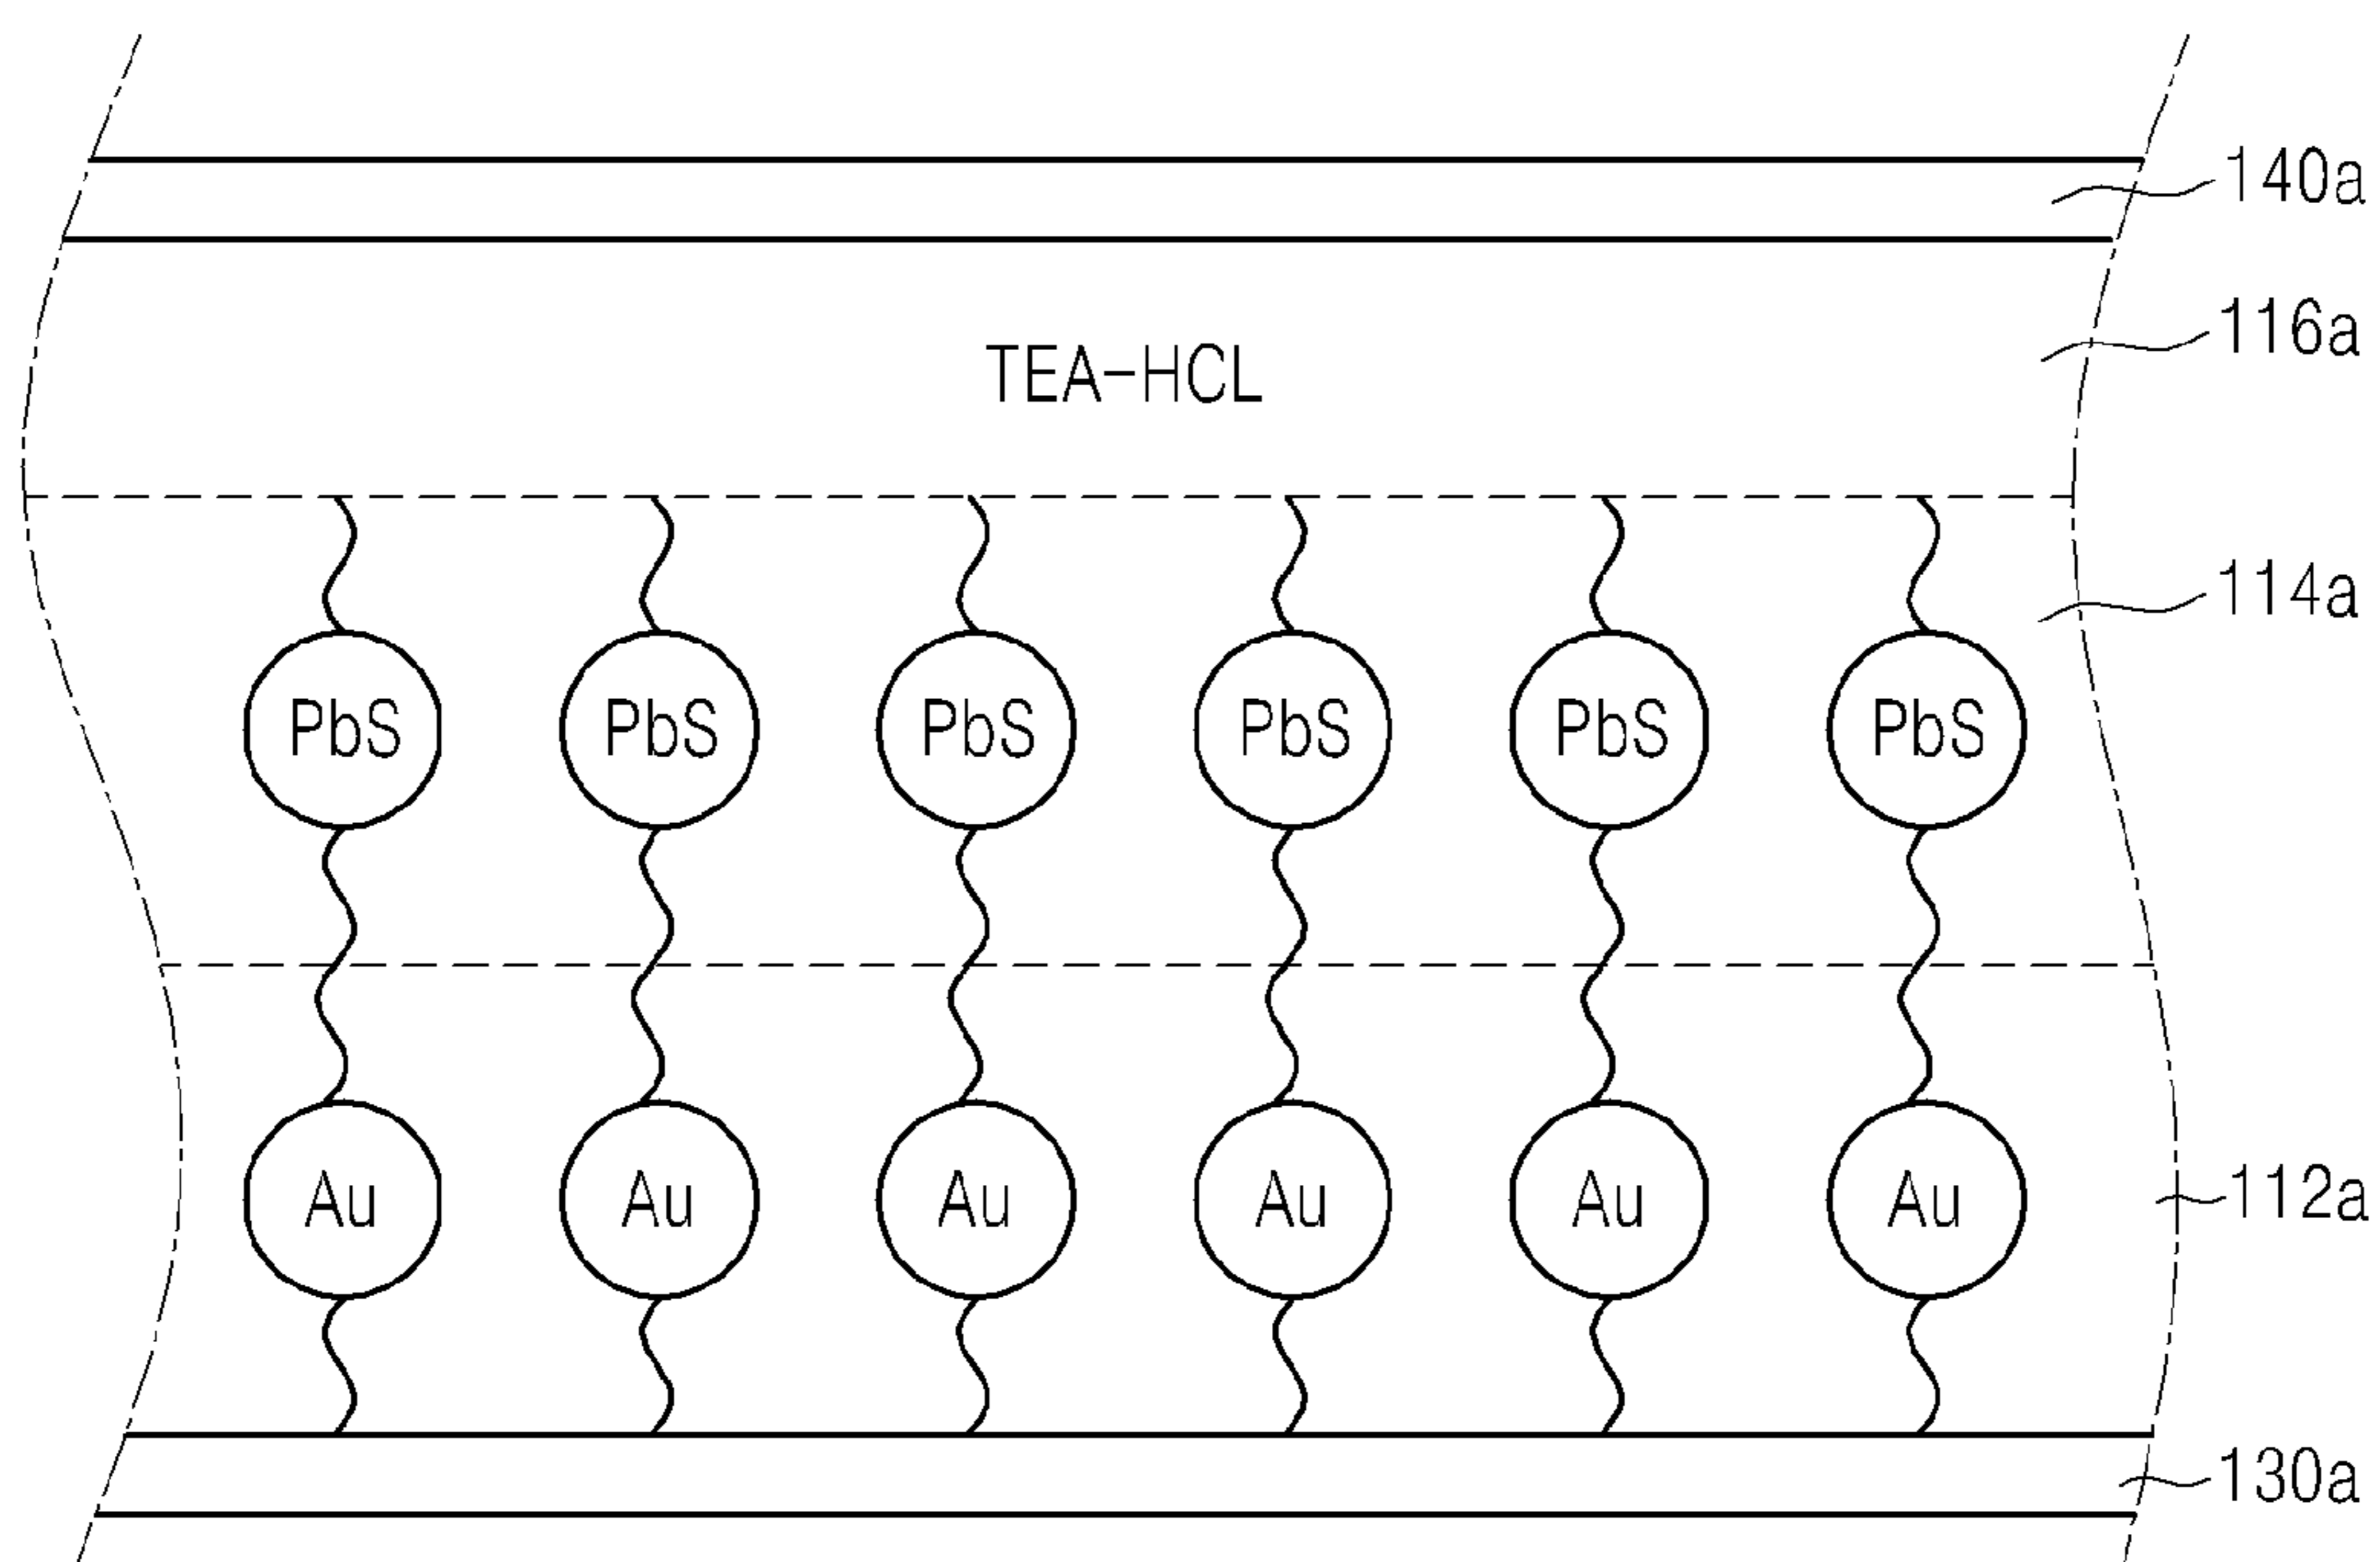 140a
116a
TEA-HCL
114a
PbS PbS PbS PbS PbS PbS
Au Au Au Au Au Au
112a
130a